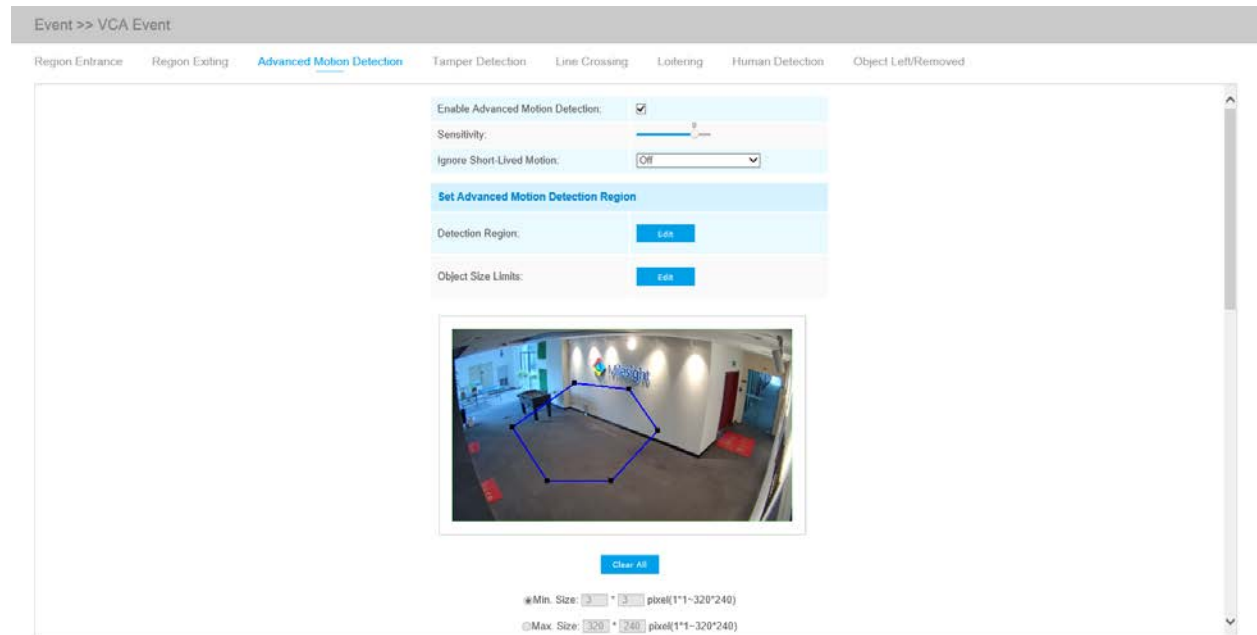 Event >> VCA Event
Region Entrance Region Exiting Advanced Motion Detection Tamper Detection Line Crossing Loitering Human Detection Object Left/Removed
Enable Advanced Motion Detection:
Sensitivity:
Ignore Short-Lived Motion: Off
Set Advanced Motion Detection Region
Detection Region: Edit
Object Size Limits: Edit
Milesight
Clear All
Min. Size: 3 * 3 pixel(1*1~320*240)
Max. Size: 320 * 240 pixel(1*1~320*240)